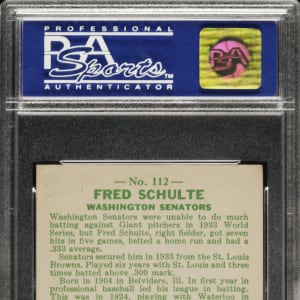 PROFESSIONAL
PSA
Sports
TM
AUTHENTICATOR
PSA
— No. 112 —
FRED SCHULTE
WASHINGTON SENATORS
Washington Senators were unable to do much
batting against Giant pitchers in 1933 World
Series, but Fred Schulte, right fielder, got seven
hits in five games, belted a home run and had a
.333 average.
Senators secured him in 1933 from the St. Louis
Browns. Played six years with St. Louis and three
times batted above .300 mark.
Born in 1904 in Belvidere, Ill. In first year in
professional baseball led his league in batting.
This was in 1924, playing with Waterloo in